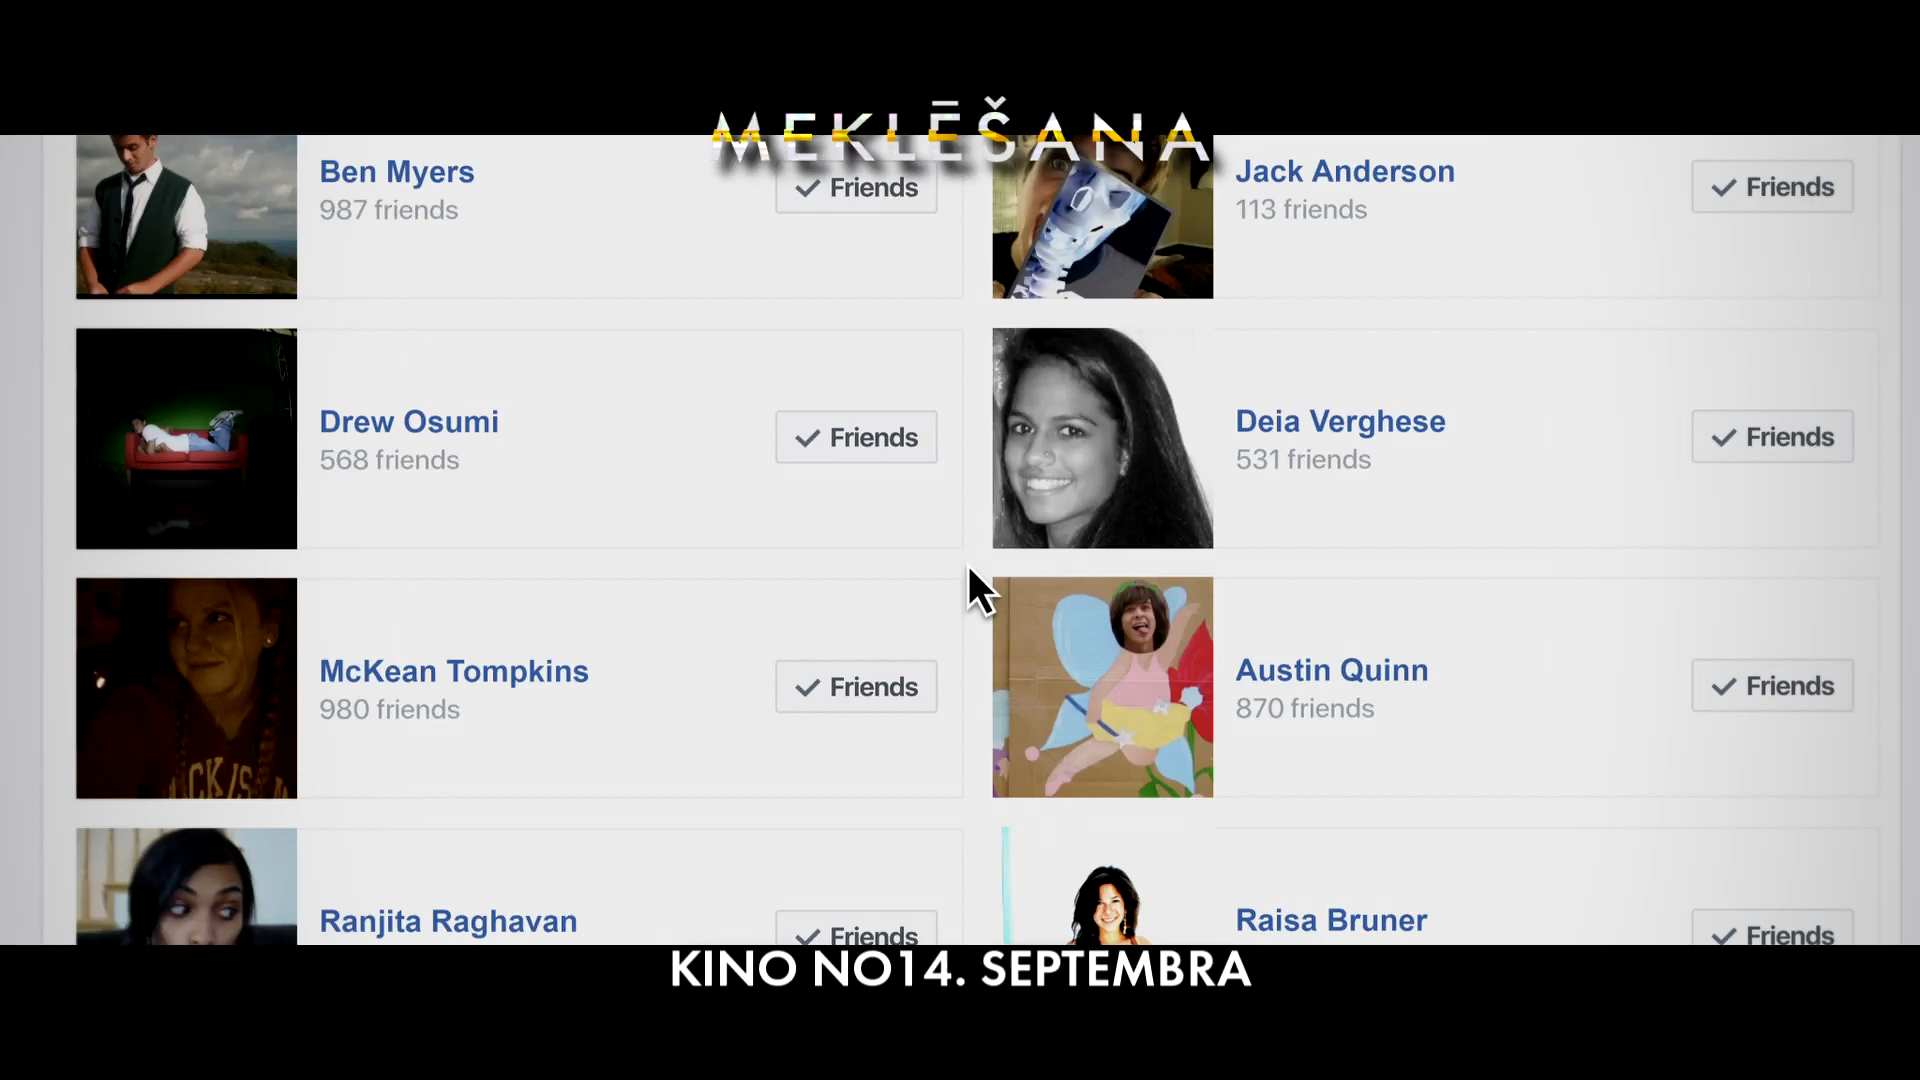 MEKLĒŠANA
Ben Myers
987 friends
Friends
Jack Anderson
113 friends
Friends
Drew Osumi
568 friends
Friends
Deia Verghese
531 friends
Friends
McKean Tompkins
980 friends
Friends
Austin Quinn
870 friends
Friends
Ranjita Raghavan
Friends
Raisa Bruner
Friends
KINO NO14. SEPTEMBRA